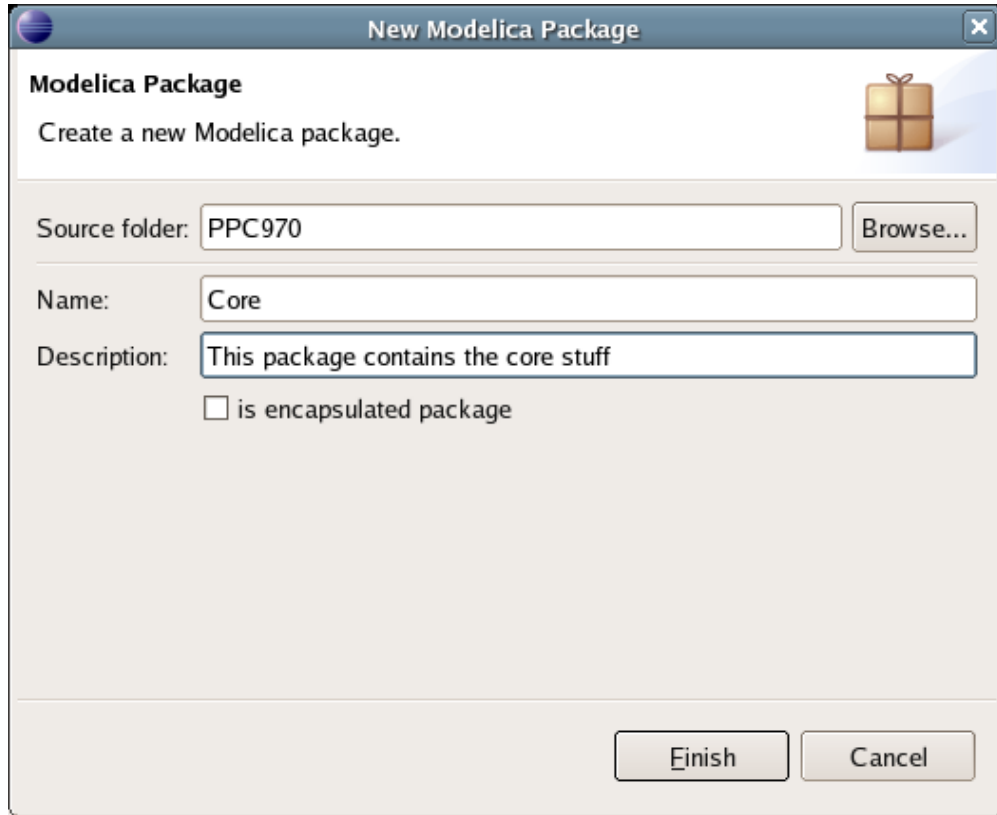 New Modelica Package
Modelica Package
Create a new Modelica package.
Source folder: PPC970 Browse...
Name: Core
Description: This package contains the core stuff
is encapsulated package
Finish Cancel